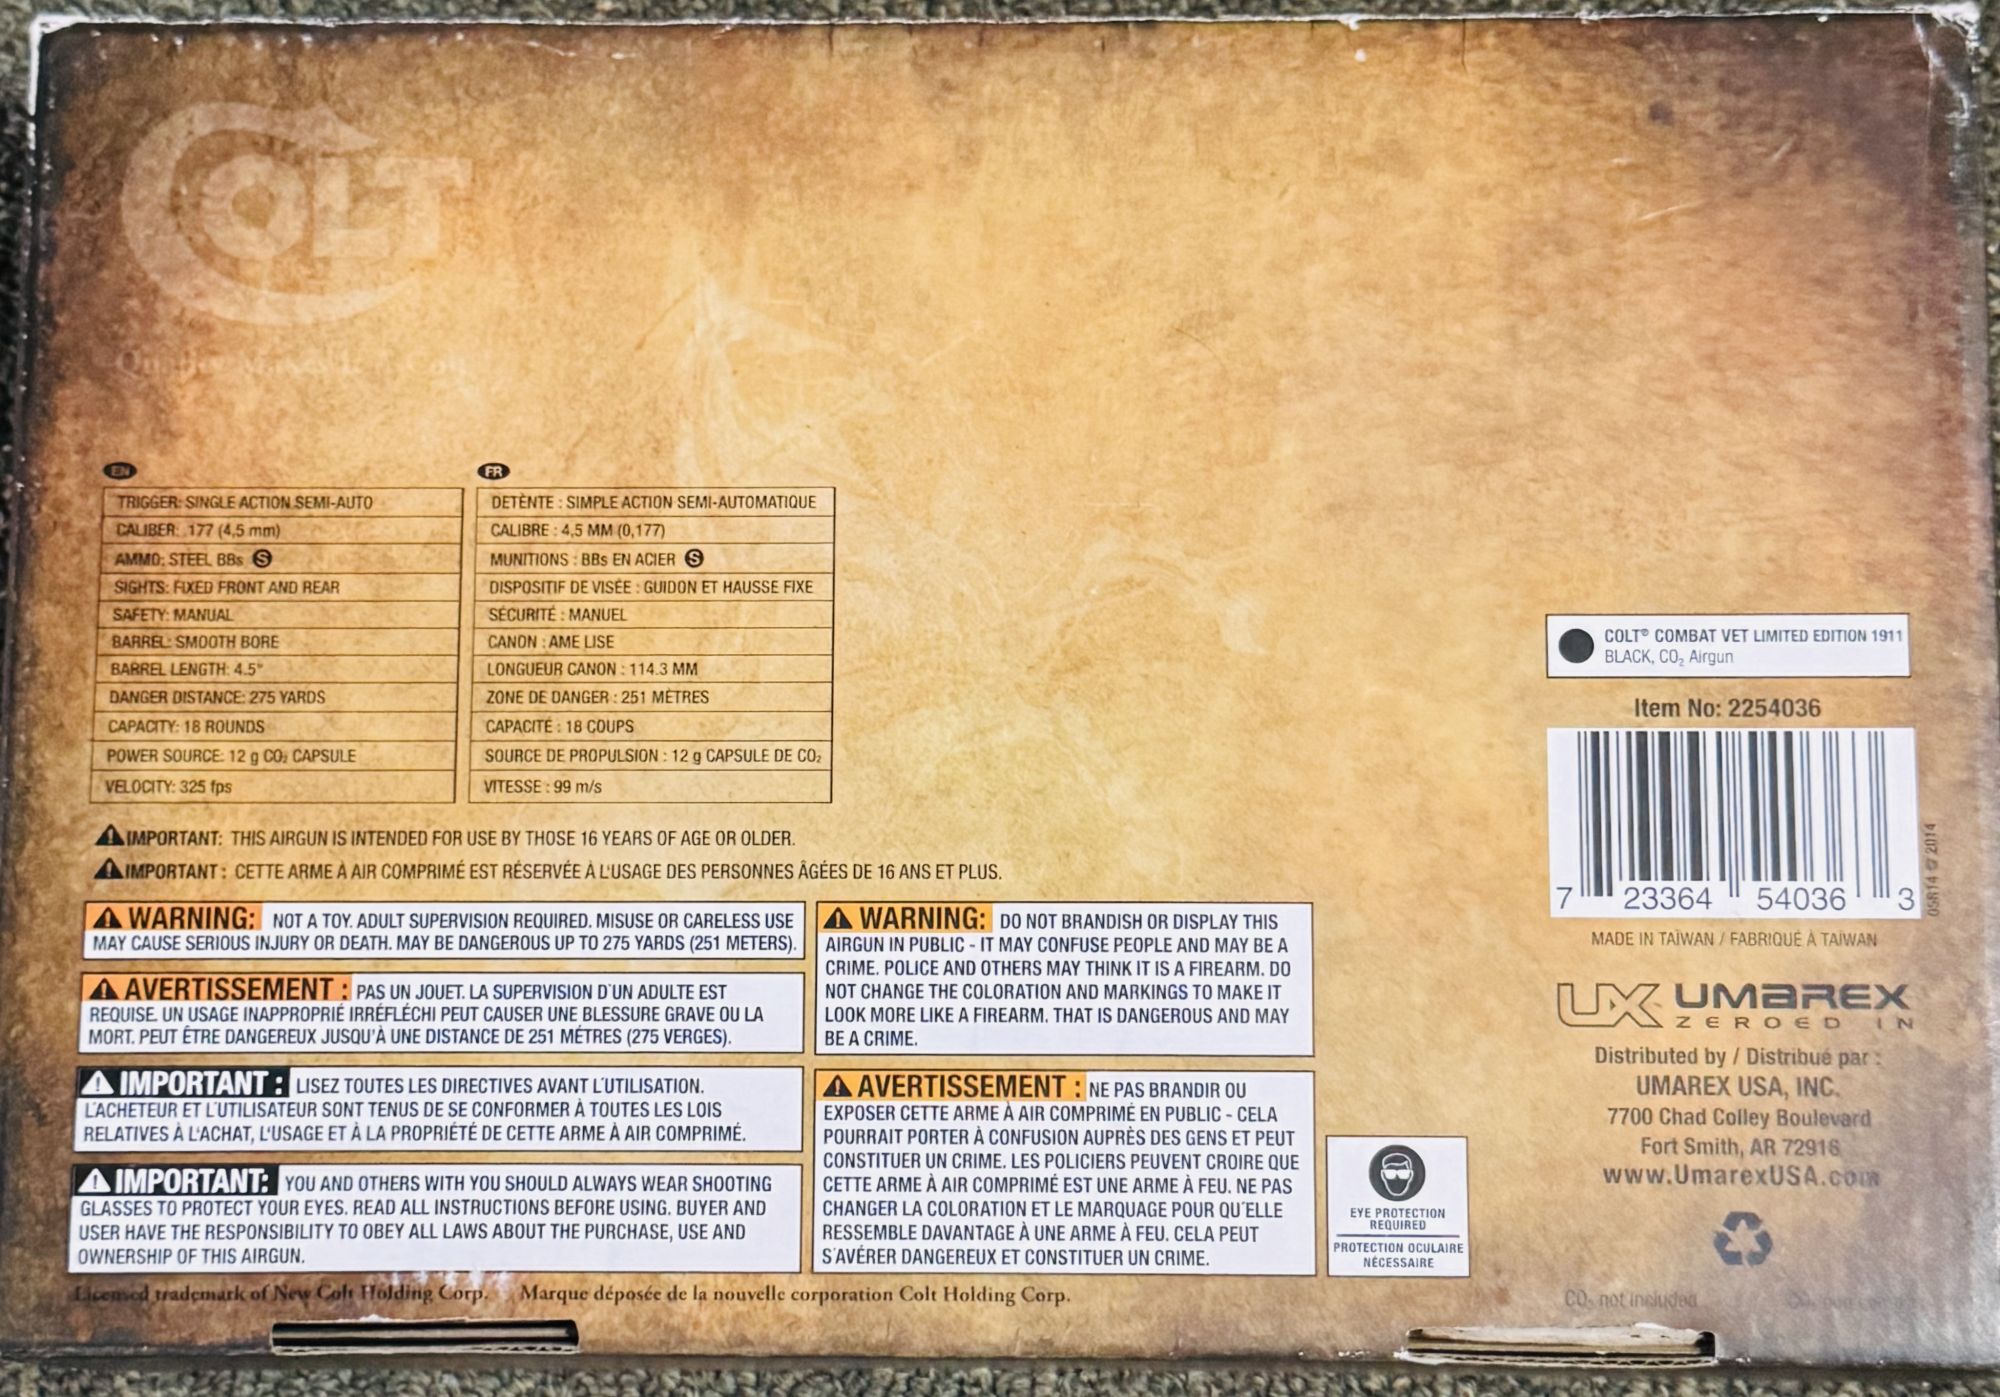 COLT
EN
TRIGGER: SINGLE ACTION SEMI-AUTO
CALIBER: .177 (4,5 mm)
AMMO: STEEL BBs S
SIGHTS: FIXED FRONT AND REAR
SAFETY: MANUAL
BARREL: SMOOTH BORE
BARREL LENGTH: 4.5"
DANGER DISTANCE: 275 YARDS
CAPACITY: 18 ROUNDS
POWER SOURCE: 12 g CO₂ CAPSULE
VELOCITY: 325 fps
FR
DETÈNTE : SIMPLE ACTION SEMI-AUTOMATIQUE
CALIBRE : 4,5 MM (0,177)
MUNITIONS : BBs EN ACIER S
DISPOSITIF DE VISÉE : GUIDON ET HAUSSE FIXE
SÉCURITÉ : MANUEL
CANON : AME LISE
LONGUEUR CANON : 114.3 MM
ZONE DE DANGER : 251 MÈTRES
CAPACITÉ : 18 COUPS
SOURCE DE PROPULSION : 12 g CAPSULE DE CO₂
VITESSE : 99 m/s
IMPORTANT: THIS AIRGUN IS INTENDED FOR USE BY THOSE 16 YEARS OF AGE OR OLDER.
IMPORTANT : CETTE ARME À AIR COMPRIMÉ EST RÉSERVÉE À L'USAGE DES PERSONNES ÂGÉES DE 16 ANS ET PLUS.
WARNING: NOT A TOY. ADULT SUPERVISION REQUIRED. MISUSE OR CARELESS USE
MAY CAUSE SERIOUS INJURY OR DEATH. MAY BE DANGEROUS UP TO 275 YARDS (251 METERS).
AVERTISSEMENT : PAS UN JOUET. LA SUPERVISION D'UN ADULTE EST
REQUISE. UN USAGE INAPPROPRIÉ IRRÉFLÉCHI PEUT CAUSER UNE BLESSURE GRAVE OU LA
MORT. PEUT ÊTRE DANGEREUX JUSQU'À UNE DISTANCE DE 251 MÉTRES (275 VERGES).
IMPORTANT : LISEZ TOUTES LES DIRECTIVES AVANT L'UTILISATION.
L'ACHETEUR ET L'UTILISATEUR SONT TENUS DE SE CONFORMER À TOUTES LES LOIS
RELATIVES À L'ACHAT, L'USAGE ET À LA PROPRIÉTÉ DE CETTE ARME À AIR COMPRIMÉ.
IMPORTANT: YOU AND OTHERS WITH YOU SHOULD ALWAYS WEAR SHOOTING
GLASSES TO PROTECT YOUR EYES. READ ALL INSTRUCTIONS BEFORE USING. BUYER AND
USER HAVE THE RESPONSIBILITY TO OBEY ALL LAWS ABOUT THE PURCHASE, USE AND
OWNERSHIP OF THIS AIRGUN.
WARNING: DO NOT BRANDISH OR DISPLAY THIS
AIRGUN IN PUBLIC - IT MAY CONFUSE PEOPLE AND MAY BE A
CRIME. POLICE AND OTHERS MAY THINK IT IS A FIREARM. DO
NOT CHANGE THE COLORATION AND MARKINGS TO MAKE IT
LOOK MORE LIKE A FIREARM. THAT IS DANGEROUS AND MAY
BE A CRIME.
AVERTISSEMENT : NE PAS BRANDIR OU
EXPOSER CETTE ARME À AIR COMPRIMÉ EN PUBLIC - CELA
POURRAIT PORTER À CONFUSION AUPRÈS DES GENS ET PEUT
CONSTITUER UN CRIME. LES POLICIERS PEUVENT CROIRE QUE
CETTE ARME À AIR COMPRIMÉ EST UNE ARME À FEU. NE PAS
CHANGER LA COLORATION ET LE MARQUAGE POUR QU'ELLE
RESSEMBLE DAVANTAGE À UNE ARME À FEU. CELA PEUT
S'AVÉRER DANGEREUX ET CONSTITUER UN CRIME.
EYE PROTECTION
REQUIRED
PROTECTION OCULAIRE
NÉCESSAIRE
Licensed trademark of New Colt Holding Corp. Marque déposée de la nouvelle corporation Colt Holding Corp.
COLT® COMBAT VET LIMITED EDITION 1911
BLACK, CO₂ Airgun
Item No: 2254036
7 23364 54036 3
05R14 © 2014
MADE IN TAIWAN / FABRIQUÉ À TAÏWAN
UX UMAREX
ZEROED IN
Distributed by / Distribué par :
UMAREX USA, INC.
7700 Chad Colley Boulevard
Fort Smith, AR 72916
www.UmarexUSA.com
CO₂ not included